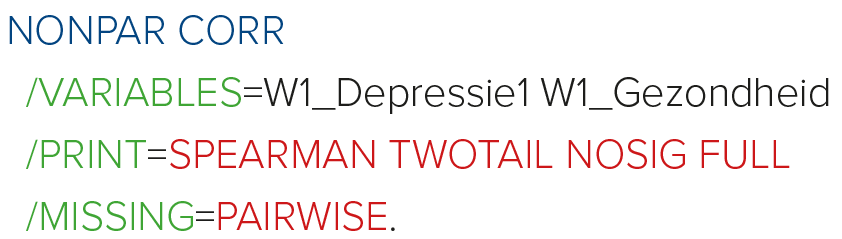 NONPAR CORR
/VARIABLES=W1_Depressie1 W1_Gezondheid
/PRINT=SPEARMAN TWOTAIL NOSIG FULL
/MISSING=PAIRWISE.